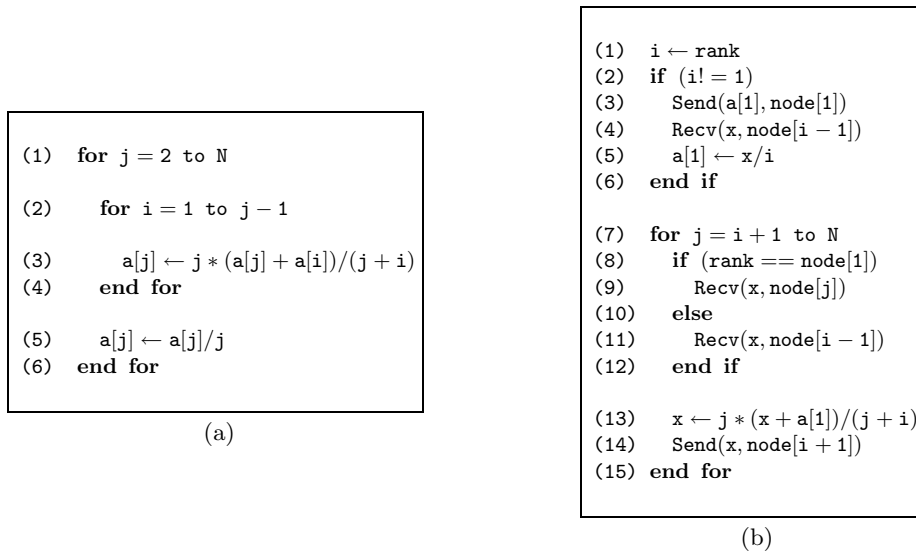 (1) for j = 2 to N
(2) for i = 1 to j − 1
(3) a[j] ← j ∗ (a[j] + a[i])/(j + i)
(4) end for
(5) a[j] ← a[j]/j
(6) end for
(a)
(1) i ← rank
(2) if (i! = 1)
(3) Send(a[1], node[1])
(4) Recv(x, node[i − 1])
(5) a[1] ← x/i
(6) end if
(7) for j = i + 1 to N
(8) if (rank == node[1])
(9) Recv(x, node[j])
(10) else
(11) Recv(x, node[i − 1])
(12) end if
(13) x ← j ∗ (x + a[1])/(j + i)
(14) Send(x, node[i + 1])
(15) end for
(b)